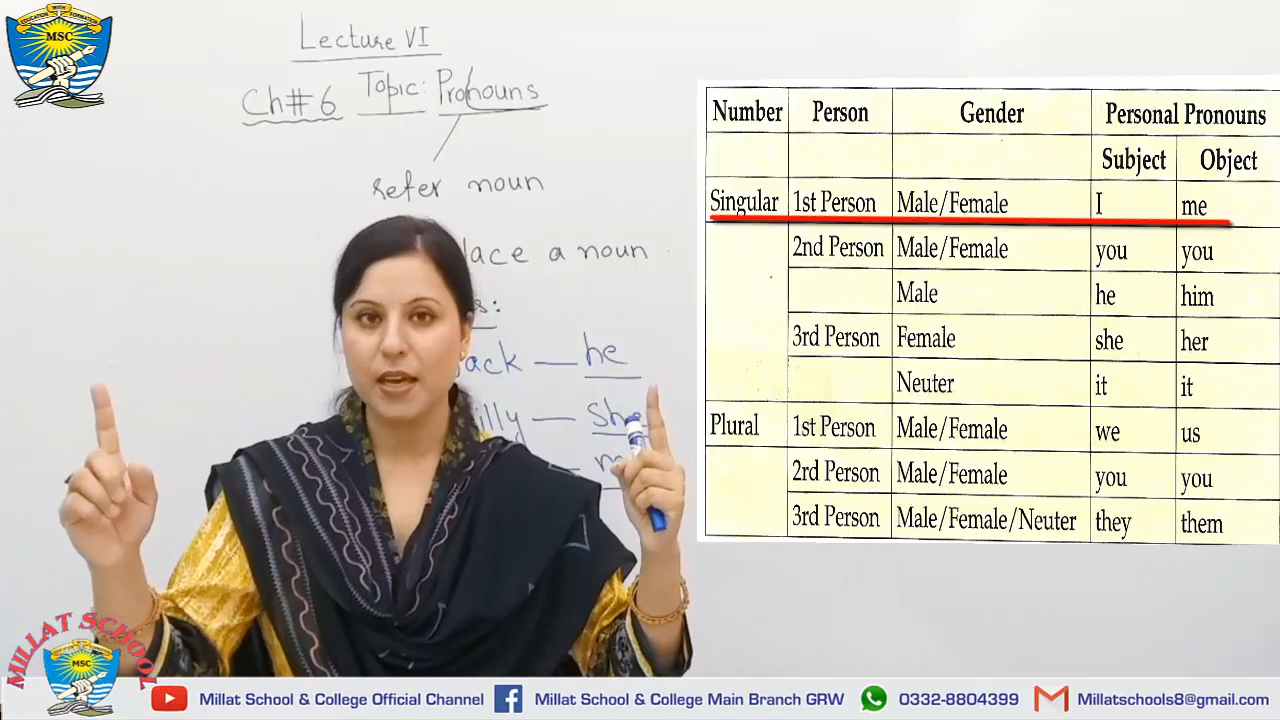 EDUCATION WITH FORMATION
MSC
Lecture VI
Ch#6 Topic: Pronouns
refer noun
lace a noun
s:
ack — he
illy — she
Number Person Gender Personal Pronouns
Subject Object
Singular 1st Person Male/Female I me
2nd Person Male/Female you you
Male he him
3rd Person Female she her
Neuter it it
Plural 1st Person Male/Female we us
2rd Person Male/Female you you
3rd Person Male/Female/Neuter they them
MILLAT SCHOOL
MSC
Millat School & College Official Channel Millat School & College Main Branch GRW 0332-8804399 Millatschools8@gmail.com